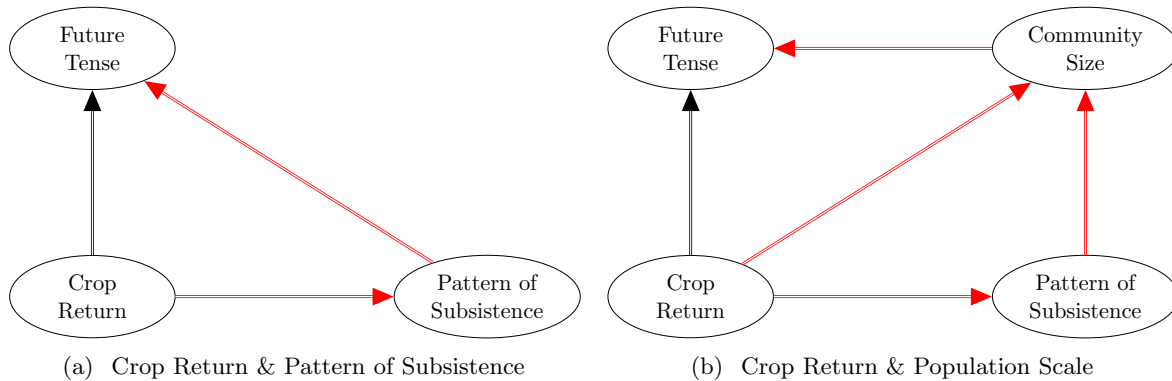 Future
Tense
Crop
Return
Pattern of
Subsistence
(a) Crop Return & Pattern of Subsistence
Future
Tense
Community
Size
Crop
Return
Pattern of
Subsistence
(b) Crop Return & Population Scale